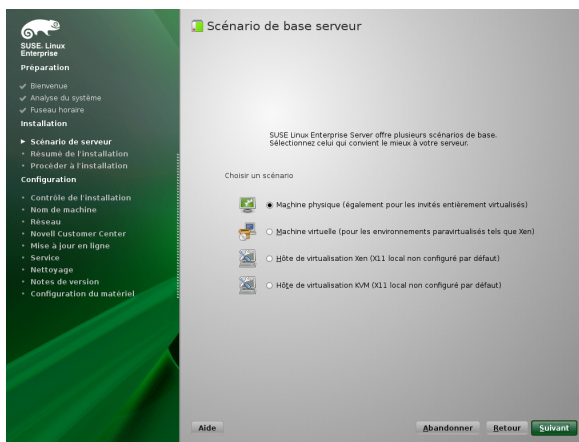 SUSE. Linux
Enterprise
Préparation
Bienvenue
Analyse du système
Fuseau horaire
Installation
Scénario de serveur
Résumé de l'installation
Procéder à l'installation
Configuration
Contrôle de l'installation
Nom de machine
Réseau
Novell Customer Center
Mise à jour en ligne
Service
Nettoyage
Notes de version
Configuration du matériel
Scénario de base serveur
SUSE Linux Enterprise Server offre plusieurs scénarios de base.
Sélectionnez celui qui convient le mieux à votre serveur.
Choisir un scénario
Machine physique (également pour les invités entièrement virtualisés)
Machine virtuelle (pour les environnements paravirtualisés tels que Xen)
Hôte de virtualisation Xen (X11 local non configuré par défaut)
Hôte de virtualisation KVM (X11 local non configuré par défaut)
Aide
Abandonner
Retour
Suivant